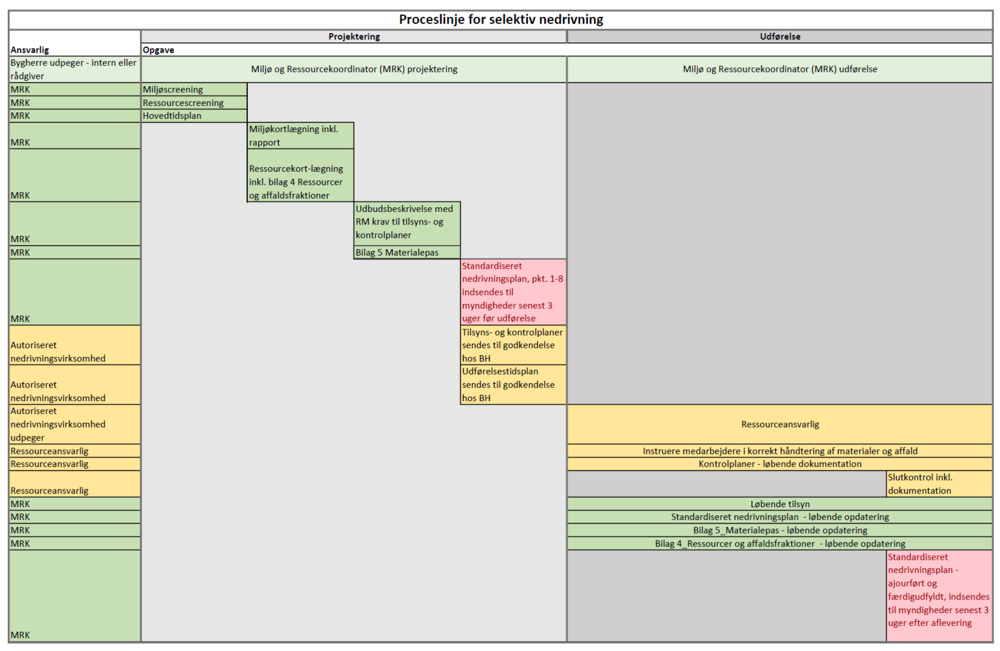 Proceslinje for selektiv nedrivning
Projektering
Udførelse
Ansvarlig
Opgave
Bygherre udpeger - intern eller
rådgiver
Miljø og Ressourcekoordinator (MRK) projektering
Miljø og Ressourcekoordinator (MRK) udførelse
MRK
Miljøscreening
MRK
Ressourcescreening
MRK
Hovedtidsplan
MRK
Miljøkortlægning inkl.
rapport
MRK
Ressourcekort-lægning
inkl. bilag 4 Ressourcer
og affaldsfraktioner
MRK
Udbudsbeskrivelse med
RM krav til tilsyns- og
kontrolplaner
MRK
Bilag 5 Materialepas
MRK
Standardiseret
nedrivningsplan, pkt. 1-8
indsendes til
myndigheder senest 3
uger før udførelse
Autoriseret
nedrivningsvirksomhed
Tilsyns- og kontrolplaner
sendes til godkendelse
hos BH
Autoriseret
nedrivningsvirksomhed
Udførelsestidsplan
sendes til godkendelse
hos BH
Autoriseret
nedrivningsvirksomhed
udpeger
Ressourceansvarlig
Ressourceansvarlig
Instruere medarbejdere i korrekt håndtering af materialer og affald
Ressourceansvarlig
Kontrolplaner - løbende dokumentation
Ressourceansvarlig
Slutkontrol inkl.
dokumentation
MRK
Løbende tilsyn
MRK
Standardiseret nedrivningsplan - løbende opdatering
MRK
Bilag 5_Materialepas - løbende opdatering
MRK
Bilag 4_Ressourcer og affaldsfraktioner - løbende opdatering
MRK
Standardiseret
nedrivningsplan -
ajourført og
færdigudfyldt, indsendes
til myndigheder senest 3
uger efter aflevering